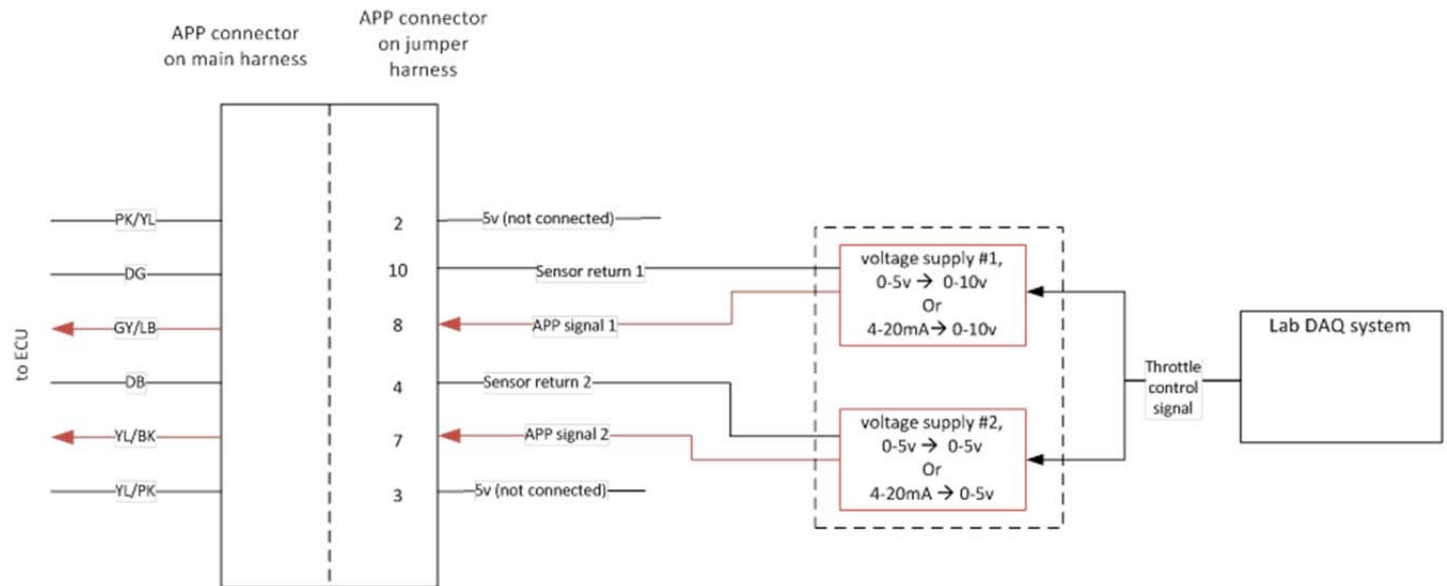 APP connector
on main harness
APP connector
on jumper
harness
to ECU
PK/YL
DG
GY/LB
DB
YL/BK
YL/PK
2
10
8
4
7
3
5v (not connected)
Sensor return 1
APP signal 1
Sensor return 2
APP signal 2
5v (not connected)
voltage supply #1,
0-5v → 0-10v
Or
4-20mA → 0-10v
voltage supply #2,
0-5v → 0-5v
Or
4-20mA → 0-5v
Throttle
control
signal
Lab DAQ system